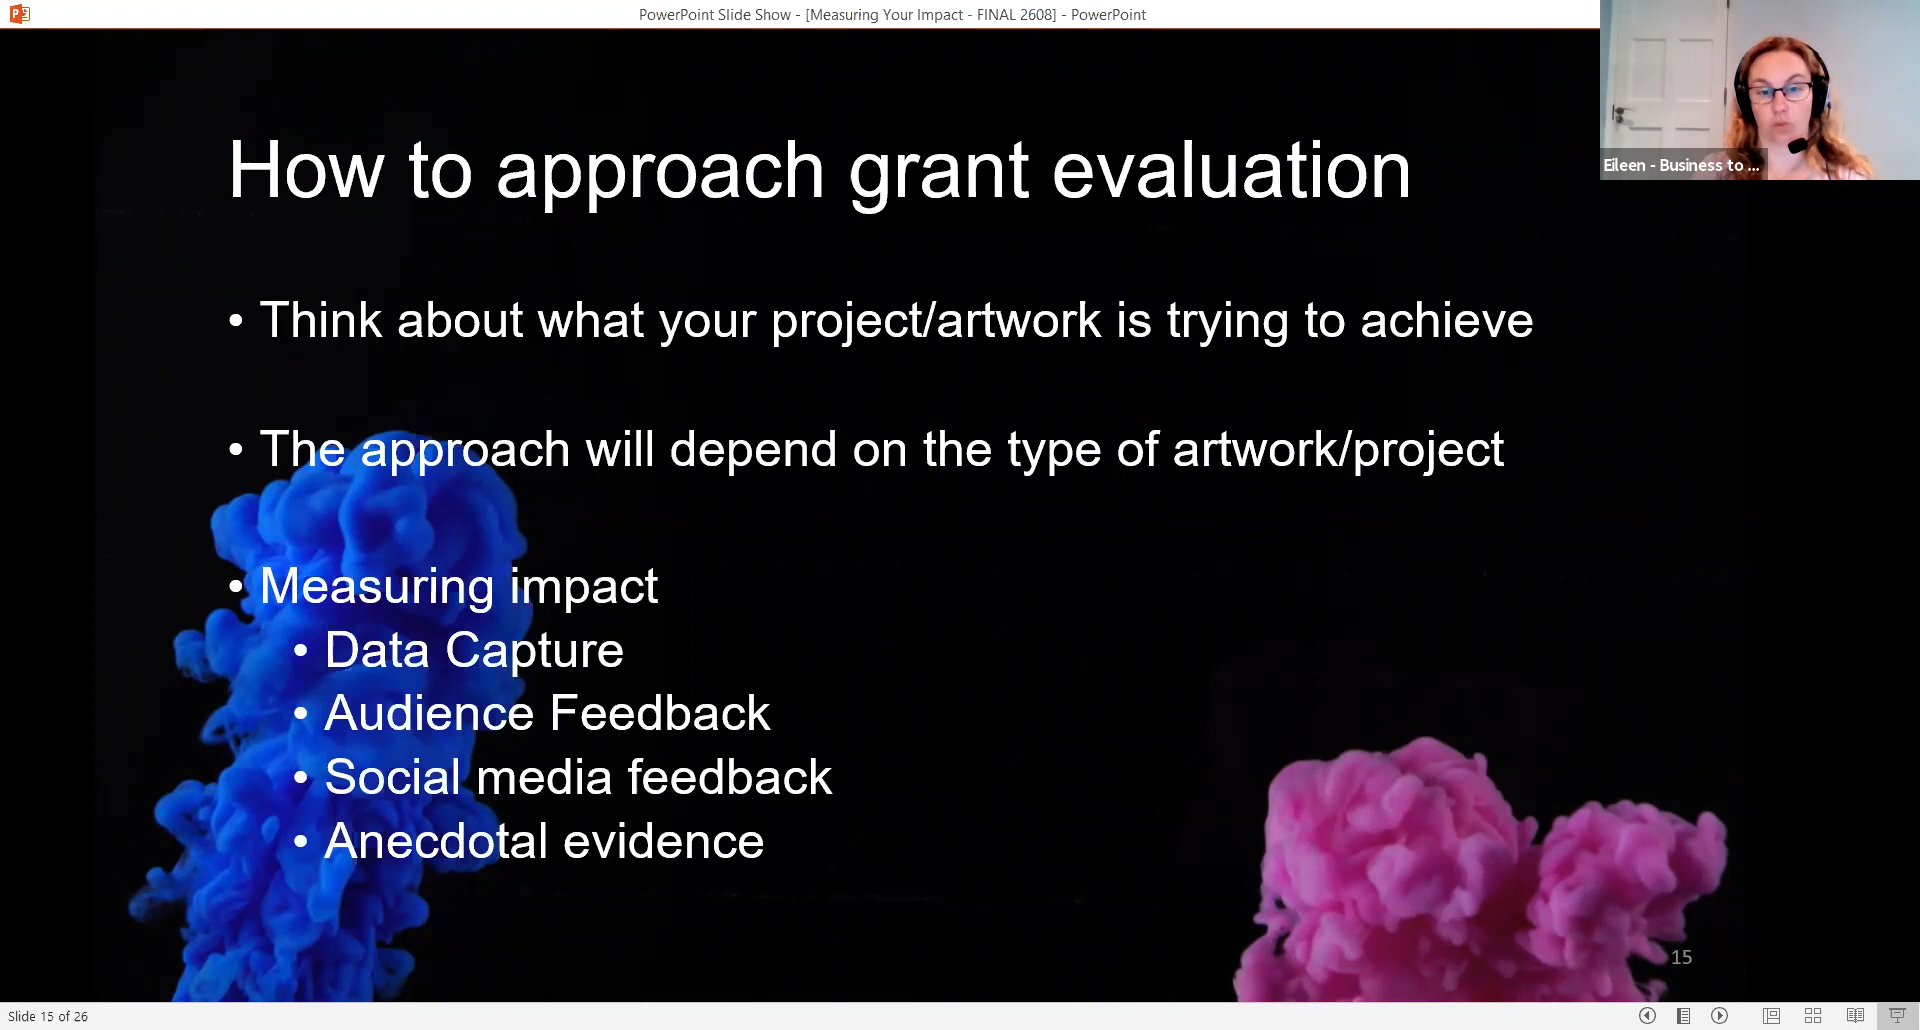 PowerPoint Slide Show - [Measuring Your Impact - FINAL 2608] - PowerPoint
Eileen - Business to ...
How to approach grant evaluation
• Think about what your project/artwork is trying to achieve
• The approach will depend on the type of artwork/project
• Measuring impact
• Data Capture
• Audience Feedback
• Social media feedback
• Anecdotal evidence
15
Slide 15 of 26